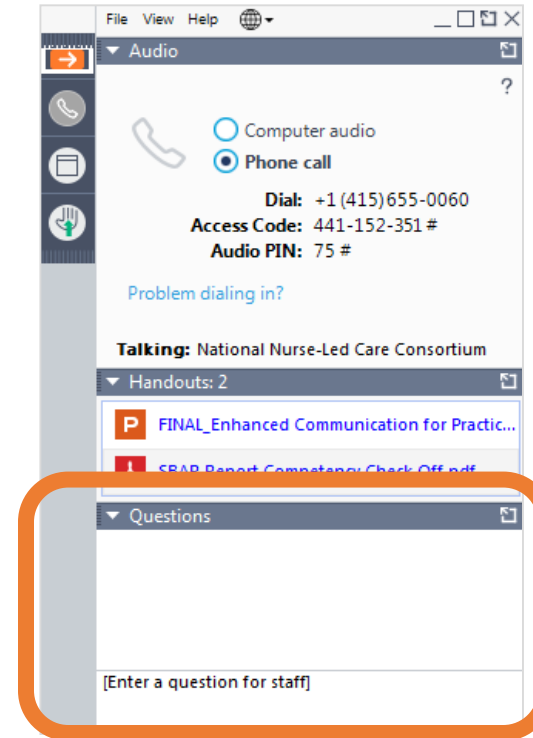 File View Help
Audio
?
Computer audio
Phone call
Dial: +1 (415) 655-0060
Access Code: 441-152-351 #
Audio PIN: 75 #
Problem dialing in?
Talking: National Nurse-Led Care Consortium
Handouts: 2
P FINAL_Enhanced Communication for Practic...
SBAR Report Competency Check Off.pdf
Questions
[Enter a question for staff]